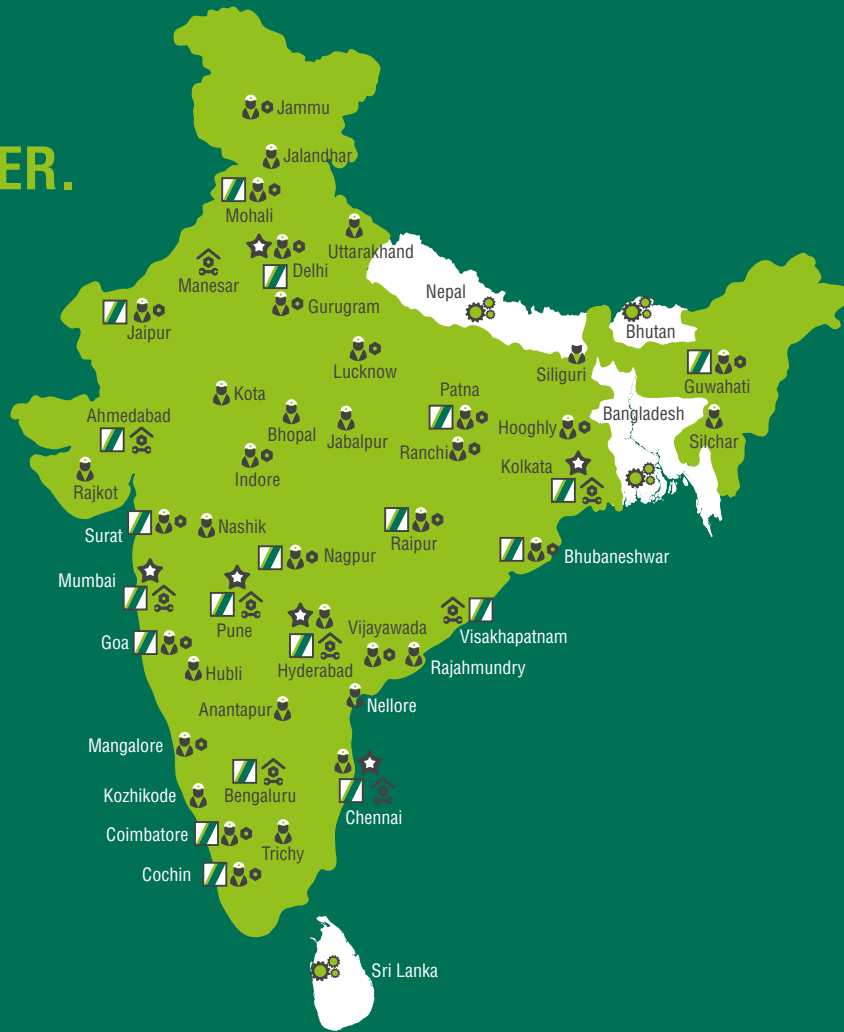 Jammu
ER.
Jalandhar
Mohali
Uttarakhand
Manesar
Delhi
Nepal
Gurugram
Jaipur
Bhutan
Lucknow
Siliguri
Guwahati
Kota
Patna
Ahmedabad
Bangladesh
Bhopal
Jabalpur
Hooghly
Silchar
Ranchi
Indore
Kolkata
Rajkot
Surat
Nashik
Raipur
Nagpur
Bhubaneshwar
Mumbai
Pune
Vijayawada
Visakhapatnam
Goa
Hyderabad
Rajahmundry
Hubli
Anantapur
Nellore
Mangalore
Kozhikode
Bengaluru
Chennai
Coimbatore
Trichy
Cochin
Sri Lanka